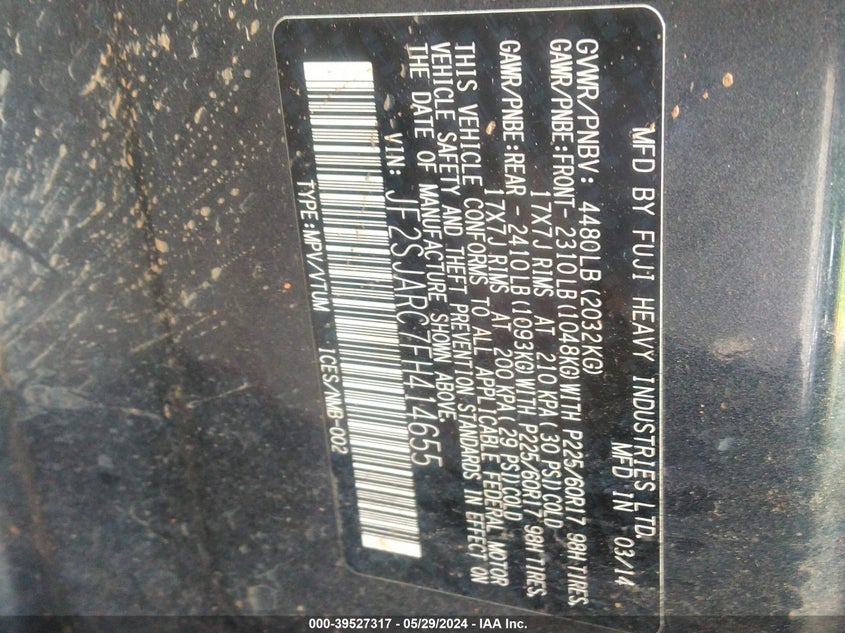 MFD BY FUJI HEAVY INDUSTRIES LTD.
MFD IN 03/14
GVWR/PNBV: 4480LB (2032KG)
GAWR/PNBE:FRONT- 2310LB (1048KG) WITH P225/60R17 98H TIRES,
17X7J RIMS AT 210 KPA ( 30 PSI) COLD
GAWR/PNBE:REAR - 2410LB (1093KG) WITH P225/60R17 98H TIRES,
17X7J RIMS AT 200 KPA ( 29 PSI) COLD
THIS VEHICLE CONFORMS TO ALL APPLICABLE FEDERAL MOTOR
VEHICLE SAFETY AND THEFT PREVENTION STANDARDS IN EFFECT ON
THE DATE OF MANUFACTURE SHOWN ABOVE.
VIN: JF2SJARC7FH414655
TYPE:MPV/VTUM ICES/NMB-002
000-39527317 - 05/29/2024 - IAA Inc.